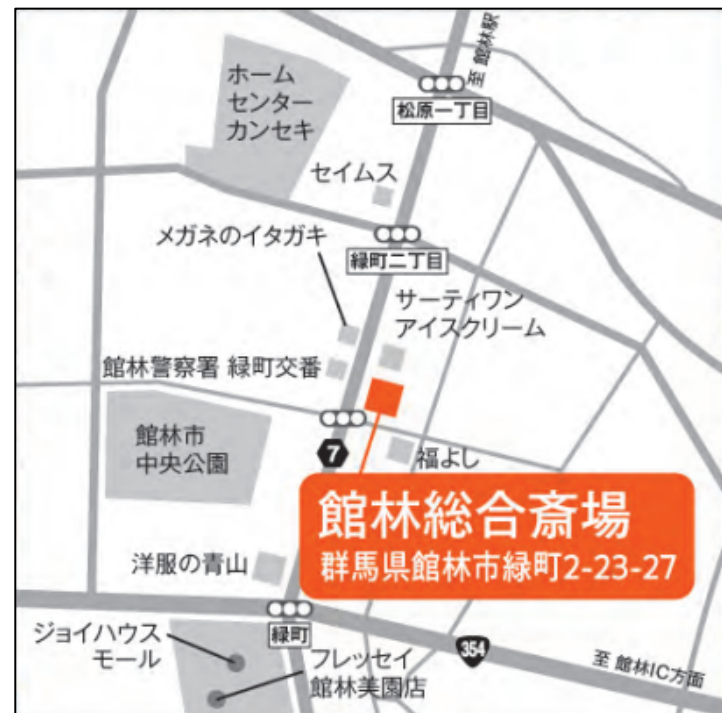 至 館林駅
ホーム
センター
カンセキ
松原一丁目
セイムス
メガネのイタガキ
緑町二丁目
サーティワン
アイスクリーム
館林警察署 緑町交番
館林市
中央公園
7
福よし
館林総合斎場
群馬県館林市緑町2-23-27
洋服の青山
緑町
ジョイハウス
モール
フレッセイ
館林美園店
354
至 館林IC方面